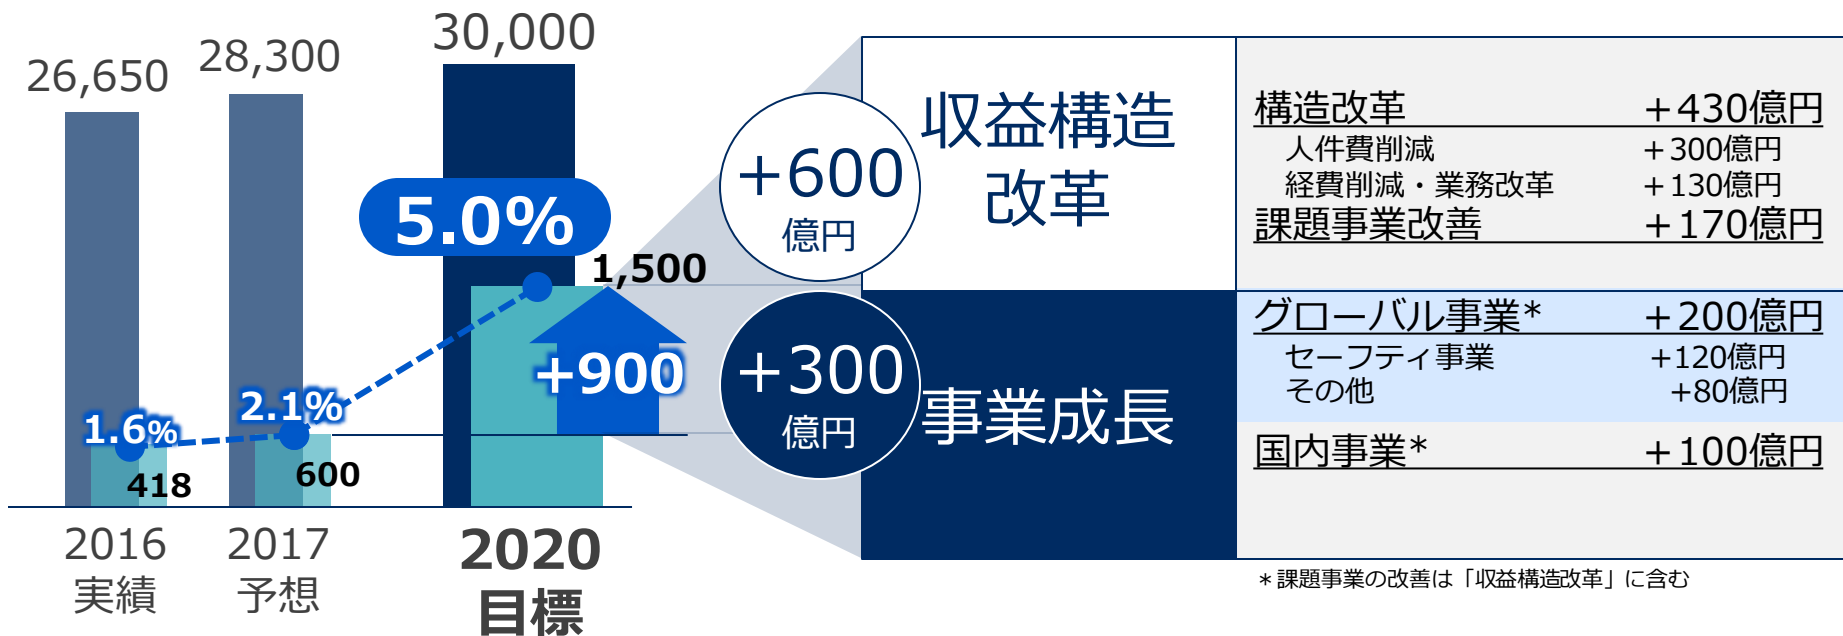 26,650
28,300
30,000
5.0%
1,500
+900
2.1%
1.6%
418
600
2016
実績
2017
予想
2020
目標
+600
億円
収益構造
改革
構造改革 +430億円
人件費削減 +300億円
経費削減・業務改革 +130億円
課題事業改善 +170億円
+300
億円
事業成長
グローバル事業* +200億円
セーフティ事業 +120億円
その他 +80億円
国内事業* +100億円
*課題事業の改善は「収益構造改革」に含む